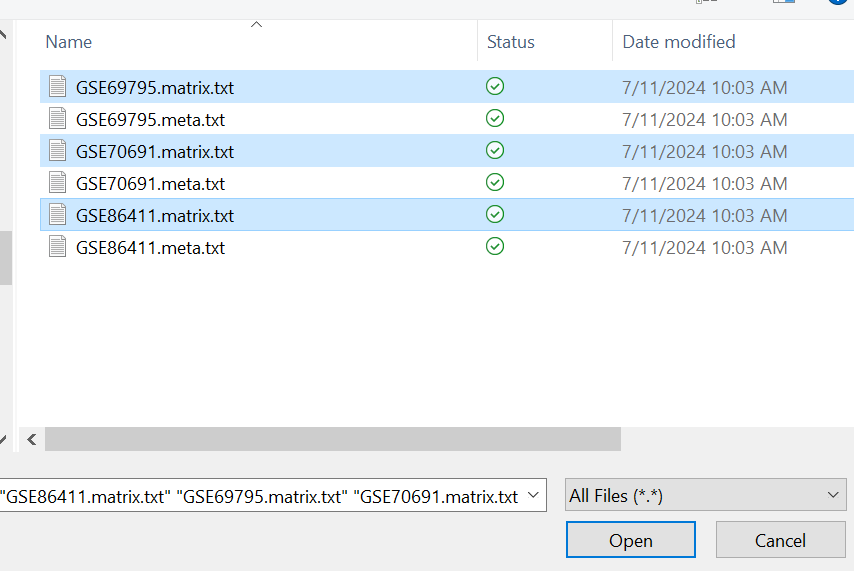 Name Status Date modified
GSE69795.matrix.txt 7/11/2024 10:03 AM
GSE69795.meta.txt 7/11/2024 10:03 AM
GSE70691.matrix.txt 7/11/2024 10:03 AM
GSE70691.meta.txt 7/11/2024 10:03 AM
GSE86411.matrix.txt 7/11/2024 10:03 AM
GSE86411.meta.txt 7/11/2024 10:03 AM
"GSE86411.matrix.txt" "GSE69795.matrix.txt" "GSE70691.matrix.txt All Files (*.*)
Open Cancel